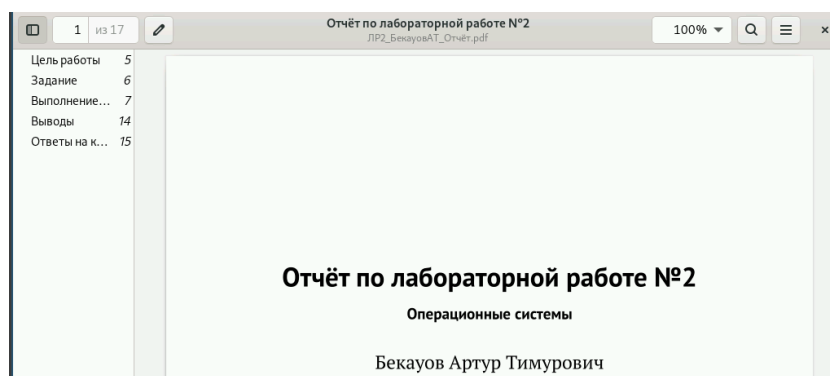 1 из 17
Отчёт по лабораторной работе №2
ЛР2_БекауовАТ_Отчёт.pdf
100%
Цель работы 5
Задание 6
Выполнение... 7
Выводы 14
Ответы на к... 15
Отчёт по лабораторной работе №2
Операционные системы
Бекауов Артур Тимурович